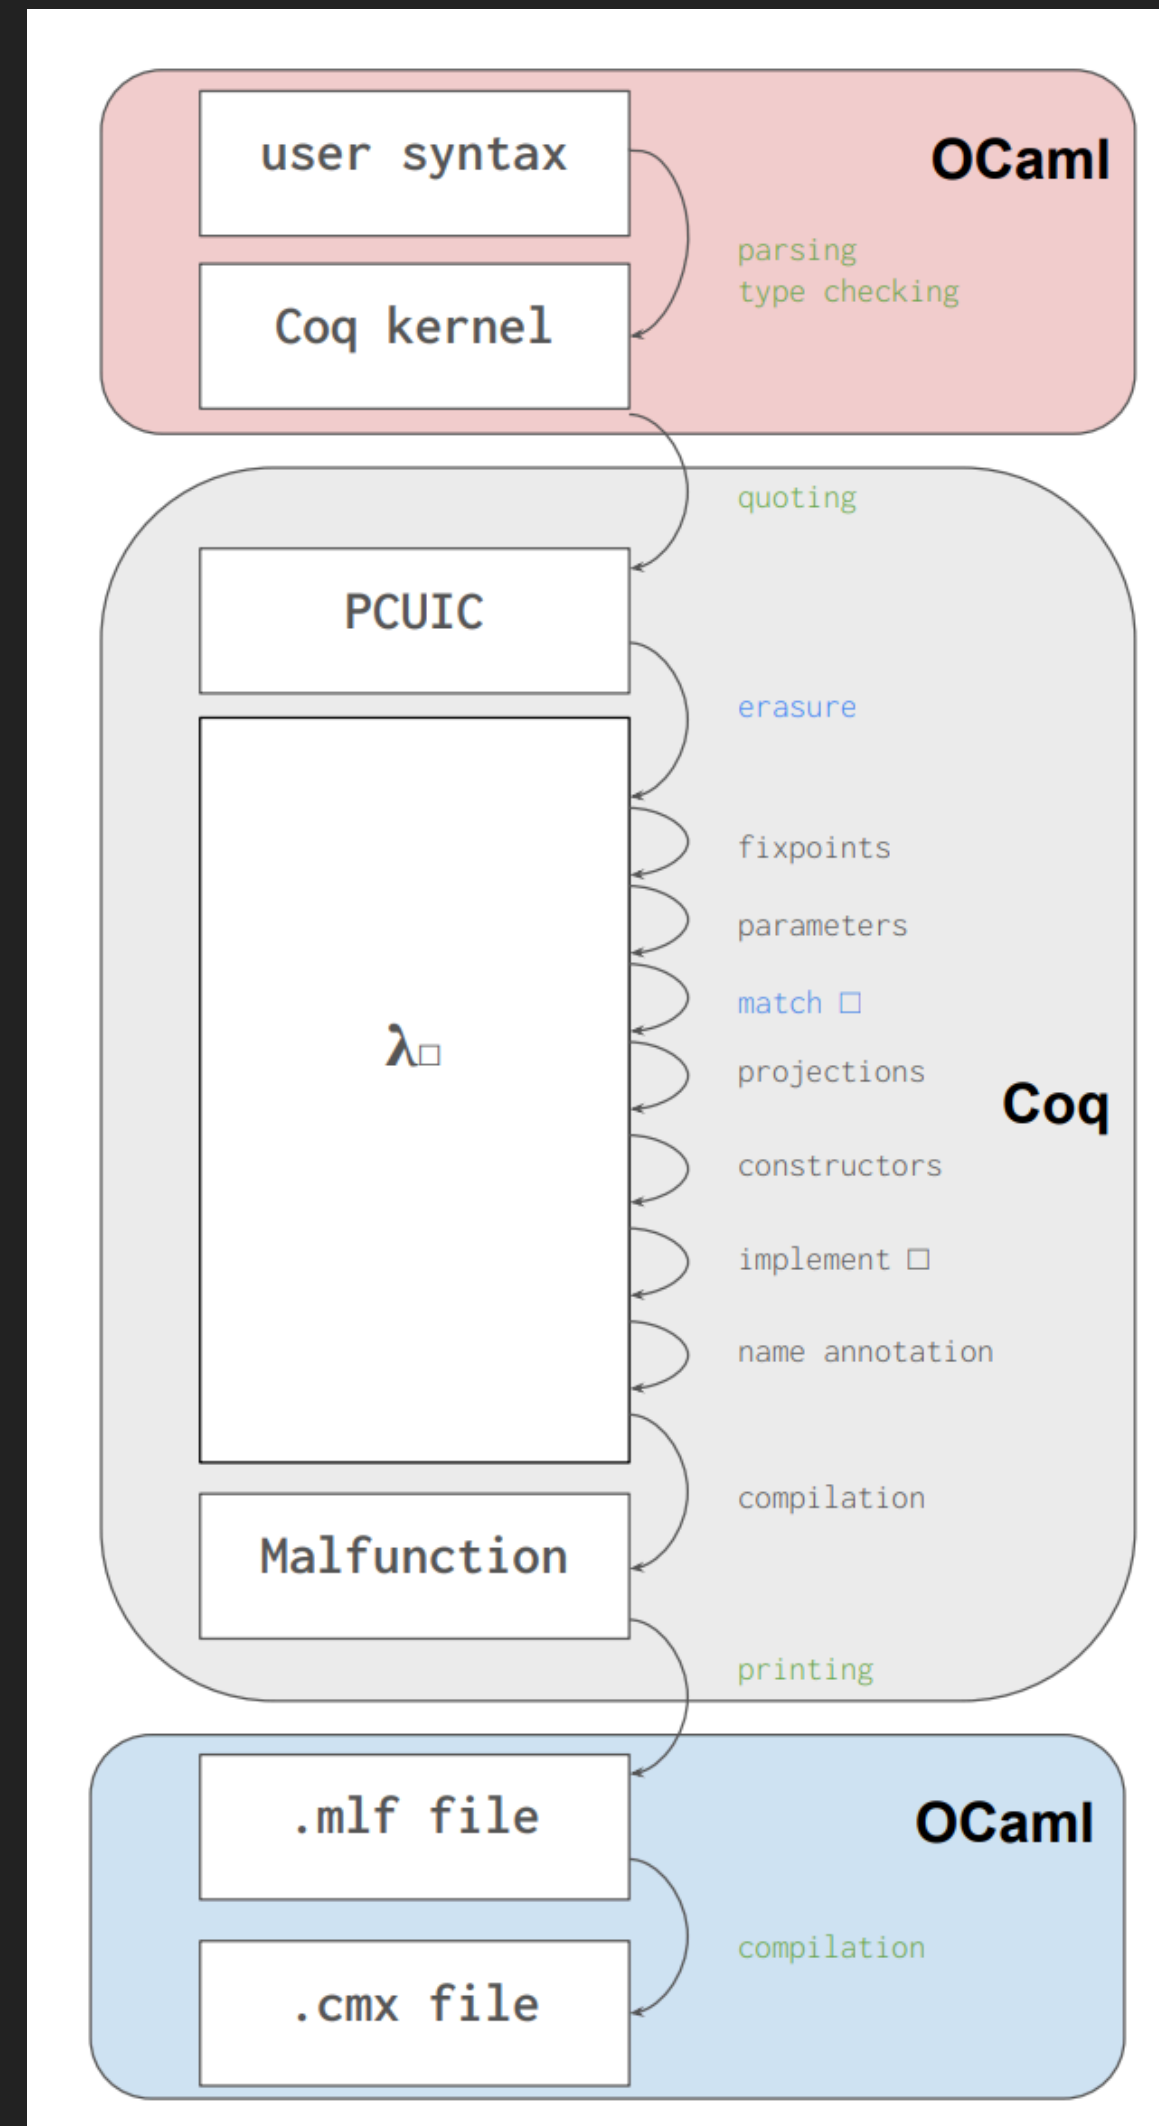 user syntax
OCaml
parsing
type checking
Coq kernel
quoting
PCUIC
erasure
fixpoints
parameters
match □
λ□
projections
Coq
constructors
implement □
name annotation
compilation
Malfunction
printing
.mlf file
OCaml
compilation
.cmx file